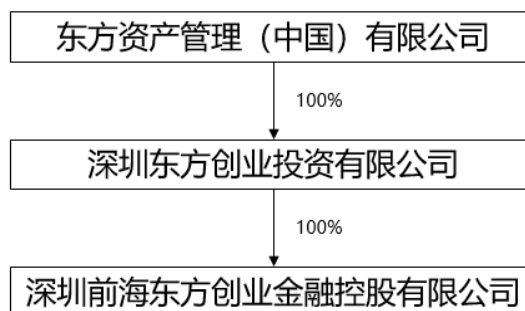 东方资产管理（中国）有限公司
100%
深圳东方创业投资有限公司
100%
深圳前海东方创业金融控股有限公司